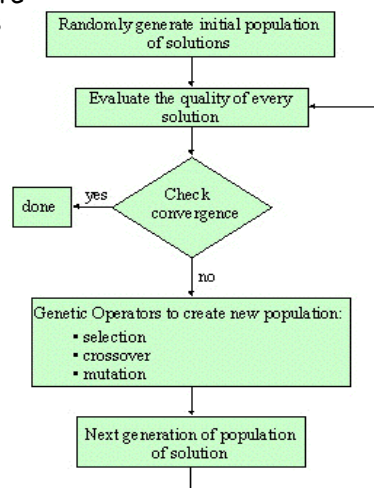 Randomly generate initial population
of solutions
Evaluate the quality of every
solution
Check
convergence
yes
done
no
Genetic Operators to create new population:
▪ selection
▪ crossover
▪ mutation
Next generation of population
of solution